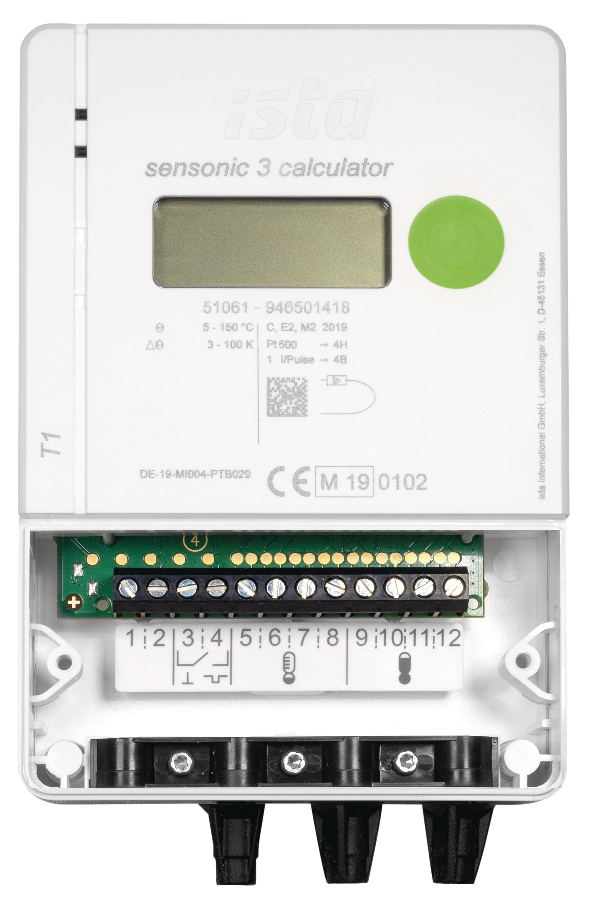 ista
sensonic 3 calculator
51061 - 946501418
5 - 150 °C
C, E2, M2 2019
3 - 100 K
Pt500 → 4H
1 l/Pulse → 4B
T1
DE-19-MI004-PTB029
CE M 19 0102
ista international GmbH, Luxemburger Str. 1, D-45131 Essen
4
1 2 3 4 5 6 7 8 9 10 11 12